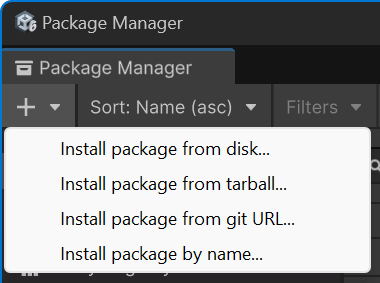 Package Manager
Package Manager
+ Sort: Name (asc) Filters
Install package from disk...
Install package from tarball...
Install package from git URL...
Install package by name...